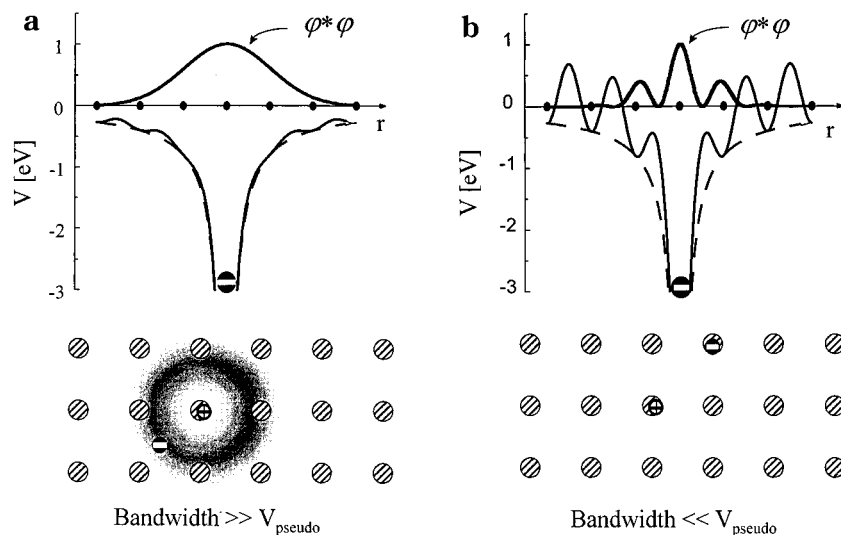 a
φ*φ
V [eV]
1
0
-1
-2
-3
r
Bandwidth >> V_pseudo
b
φ*φ
V [eV]
1
0
-1
-2
-3
r
Bandwidth << V_pseudo